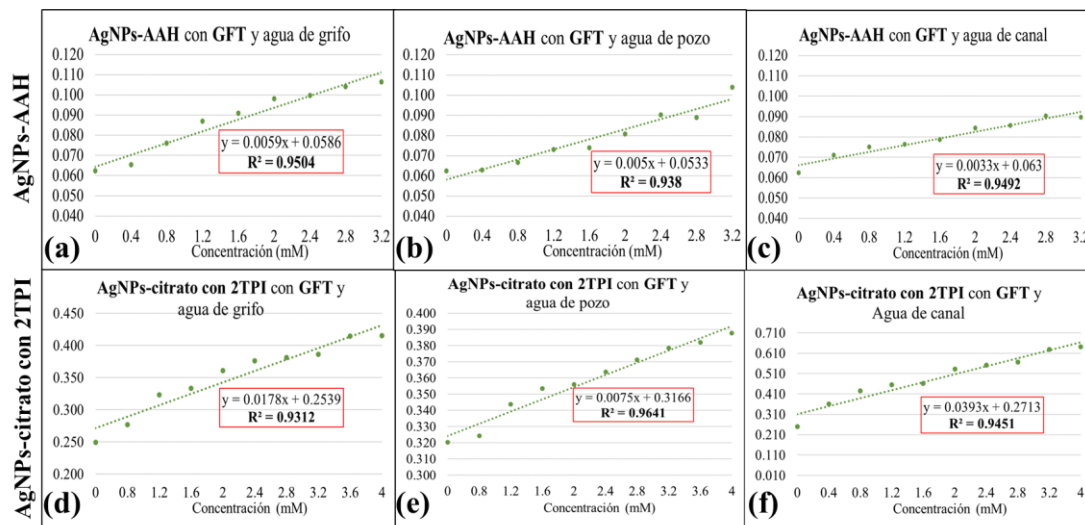 AgNPs-AAH
AgNPs-AAH con GFT y agua de grifo
0.120
0.110
0.100
0.090
0.080
0.070
0.060
0.050
0.040
y = 0.0059x + 0.0586
R² = 0.9504
0 0.4 0.8 1.2 1.6 2 2.4 2.8 3.2
Concentración (mM)
(a)
AgNPs-AAH con GFT y agua de pozo
0.120
0.110
0.100
0.090
0.080
0.070
0.060
0.050
0.040
y = 0.005x + 0.0533
R² = 0.938
0 0.4 0.8 1.2 1.6 2 2.4 2.8 3.2
Concentración (mM)
(b)
AgNPs-AAH con GFT y agua de canal
0.120
0.110
0.100
0.090
0.080
0.070
0.060
0.050
0.040
y = 0.0033x + 0.063
R² = 0.9492
0 0.4 0.8 1.2 1.6 2 2.4 2.8 3.2
Concentración (mM)
(c)
AgNPs-citrato con 2TPI
AgNPs-citrato con 2TPI con GFT y
agua de grifo
0.450
0.400
0.350
0.300
0.250
0.200
y = 0.0178x + 0.2539
R² = 0.9312
0 0.8 1.2 1.6 2 2.4 2.8 3.2 3.6 4
Concentración (mM)
(d)
AgNPs-citrato con 2TPI con GFT y
agua de pozo
0.400
0.390
0.380
0.370
0.360
0.350
0.340
0.330
0.320
0.310
0.300
y = 0.0075x + 0.3166
R² = 0.9641
0 0.8 1.2 1.6 2 2.4 2.8 3.2 3.6 4
Concentración (mM)
(e)
AgNPs-citrato con 2TPI con GFT y
Agua de canal
0.710
0.610
0.510
0.410
0.310
0.210
0.110
0.010
y = 0.0393x + 0.2713
R² = 0.9451
0 0.4 0.8 1.2 1.6 2 2.4 2.8 3.2 3.6 4
Concentración (mM)
(f)